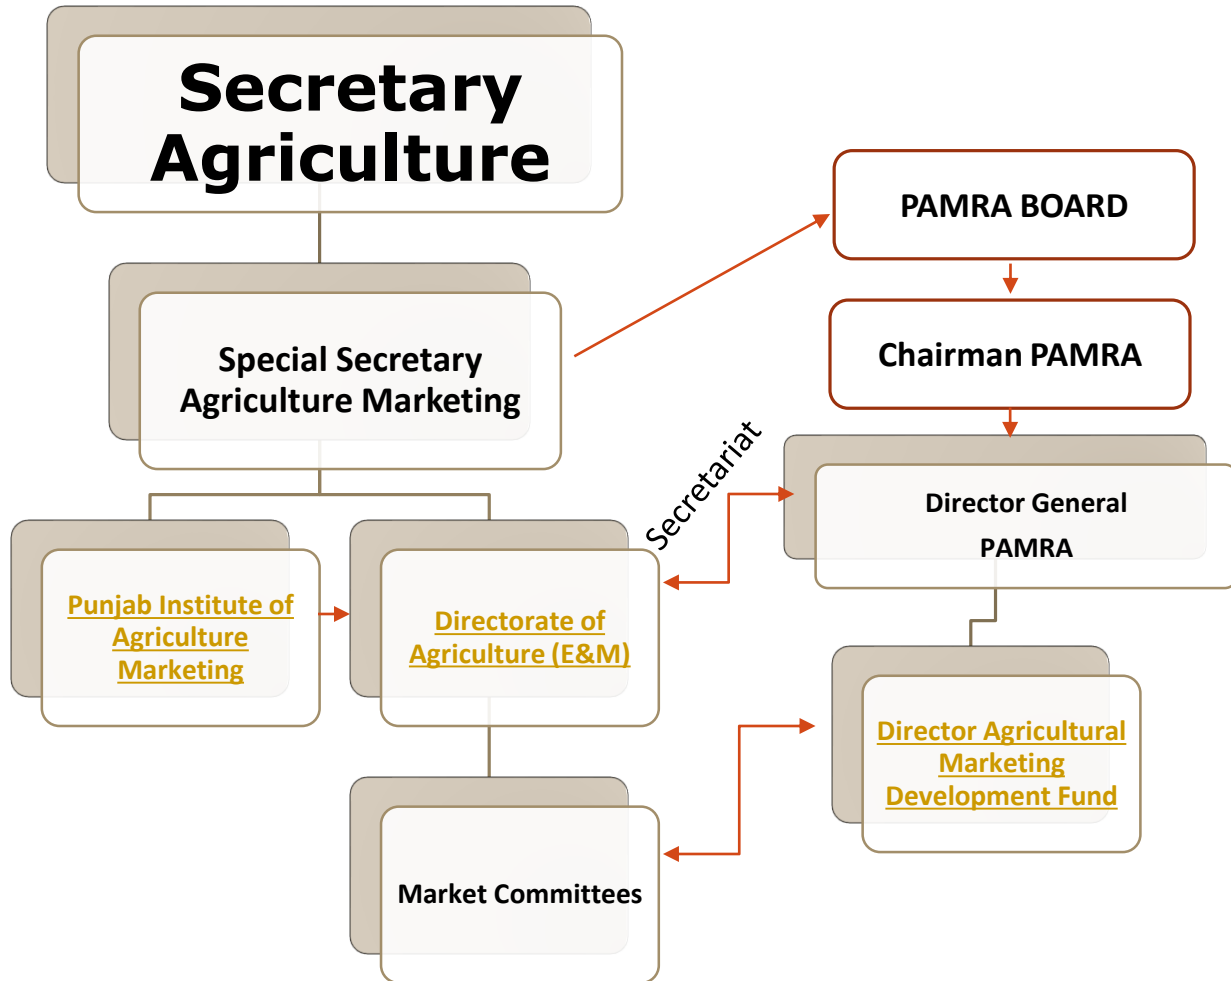 Secretary
Agriculture
PAMRA BOARD
Special Secretary
Agriculture Marketing
Chairman PAMRA
Secretariat
Director General
PAMRA
Punjab Institute of
Agriculture
Marketing
Directorate of
Agriculture (E&M)
Director Agricultural
Marketing
Development Fund
Market Committees